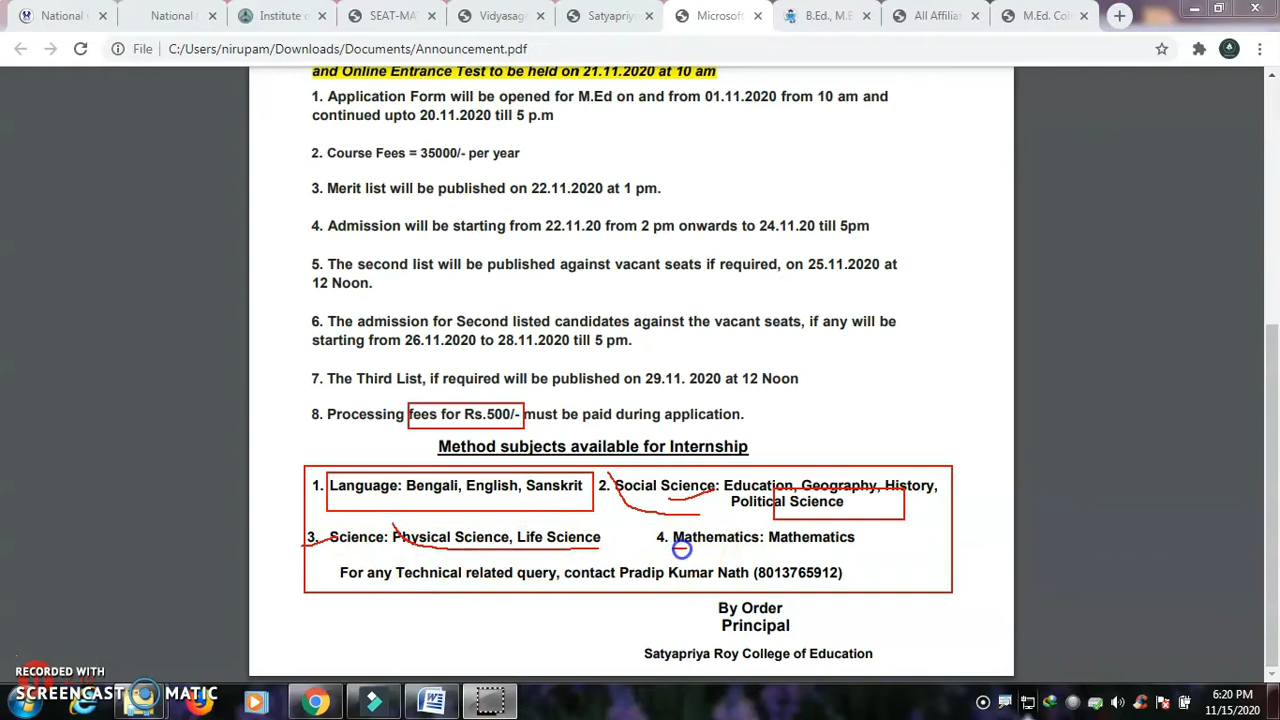 National
National
Institute o
SEAT-MA
Vidyasag
Satyapriy
Microsof
B.Ed., M.E
All Affilia
M.Ed. Col
File
C:/Users/nirupam/Downloads/Documents/Announcement.pdf
and Online Entrance Test to be held on 21.11.2020 at 10 am
1. Application Form will be opened for M.Ed on and from 01.11.2020 from 10 am and
continued upto 20.11.2020 till 5 p.m
2. Course Fees = 35000/- per year
3. Merit list will be published on 22.11.2020 at 1 pm.
4. Admission will be starting from 22.11.20 from 2 pm onwards to 24.11.20 till 5pm
5. The second list will be published against vacant seats if required, on 25.11.2020 at
12 Noon.
6. The admission for Second listed candidates against the vacant seats, if any will be
starting from 26.11.2020 to 28.11.2020 till 5 pm.
7. The Third List, if required will be published on 29.11. 2020 at 12 Noon
8. Processing fees for Rs.500/- must be paid during application.
Method subjects available for Internship
1. Language: Bengali, English, Sanskrit 2. Social Science: Education, Geography, History,
Political Science
3. Science: Physical Science, Life Science 4. Mathematics: Mathematics
For any Technical related query, contact Pradip Kumar Nath (8013765912)
By Order
Principal
Satyapriya Roy College of Education
RECORDED WITH
SCREENCAST MATIC
6:20 PM
11/15/2020